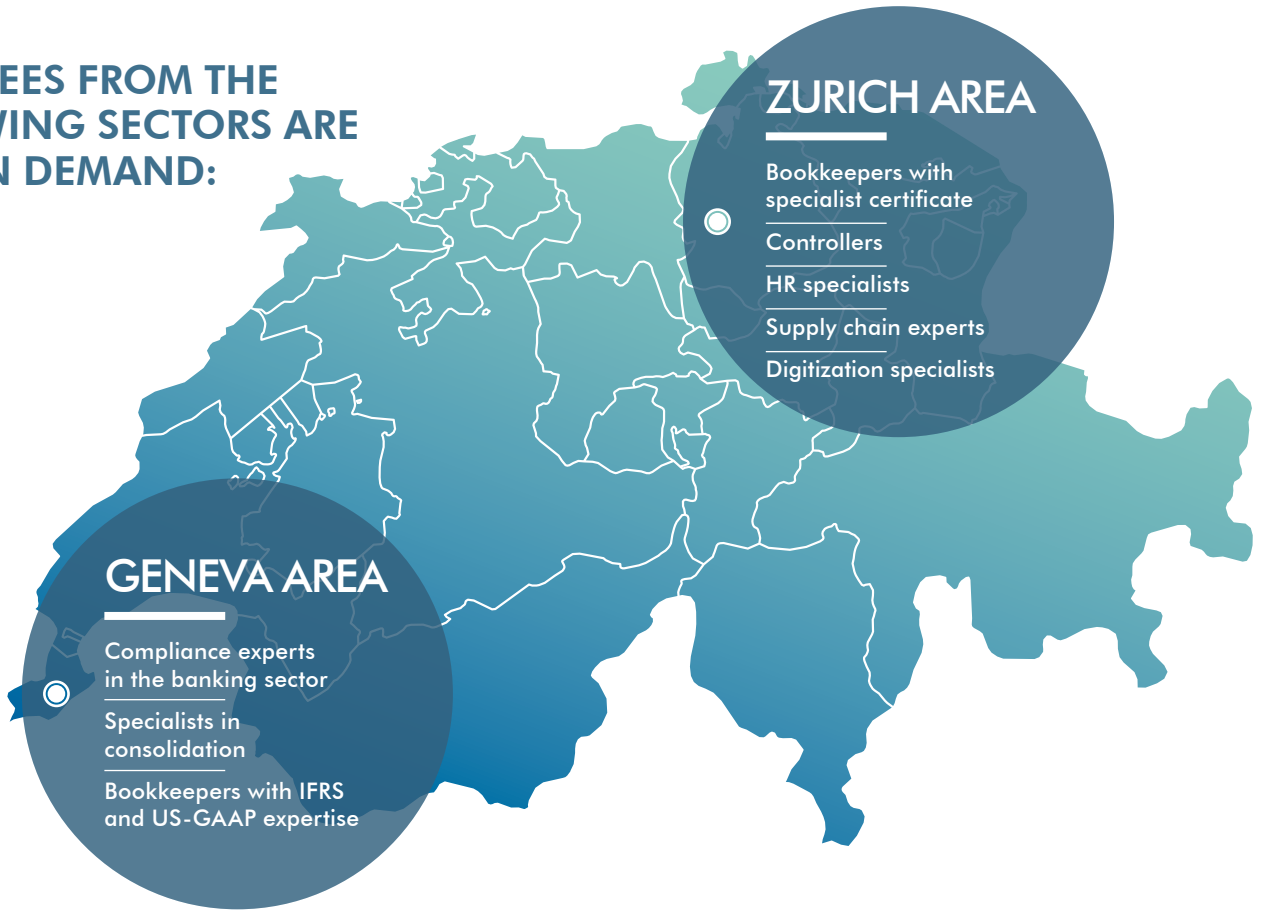 EES FROM THE
WING SECTORS ARE
N DEMAND:
ZURICH AREA
Bookkeepers with
specialist certificate
Controllers
HR specialists
Supply chain experts
Digitization specialists
GENEVA AREA
Compliance experts
in the banking sector
Specialists in
consolidation
Bookkeepers with IFRS
and US-GAAP expertise